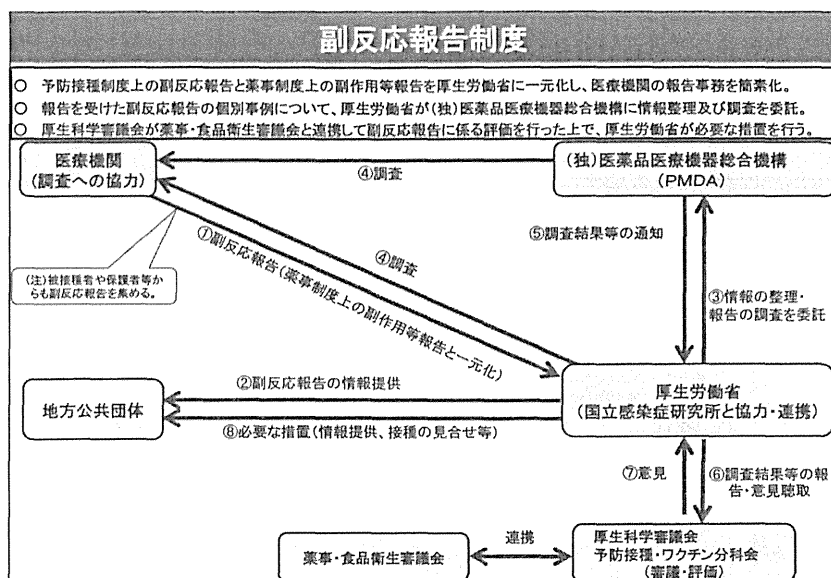 副反応報告制度
○ 予防接種制度上の副反応報告と薬事制度上の副作用等報告を厚生労働省に一元化し、医療機関の報告事務を簡素化。
○ 報告を受けた副反応報告の個別事例について、厚生労働省が(独)医薬品医療機器総合機構に情報整理及び調査を委託。
○ 厚生科学審議会が薬事・食品衛生審議会と連携して副反応報告に係る評価を行った上で、厚生労働省が必要な措置を行う。
医療機関
(調査への協力)
④調査
(独)医薬品医療機器総合機構
(PMDA)
(注)被接種者や保護者等か
らも副反応報告を集める。
①副反応報告(薬事制度上の副作用等報告と一元化)
④調査
⑤調査結果等の通知
③情報の整理・
報告の調査を委託
地方公共団体
②副反応報告の情報提供
⑧必要な措置(情報提供、接種の見合せ等)
厚生労働省
(国立感染症研究所と協力・連携)
⑦意見
⑥調査結果等の報
告・意見聴取
薬事・食品衛生審議会
連携
厚生科学審議会
予防接種・ワクチン分科会
(審議・評価)